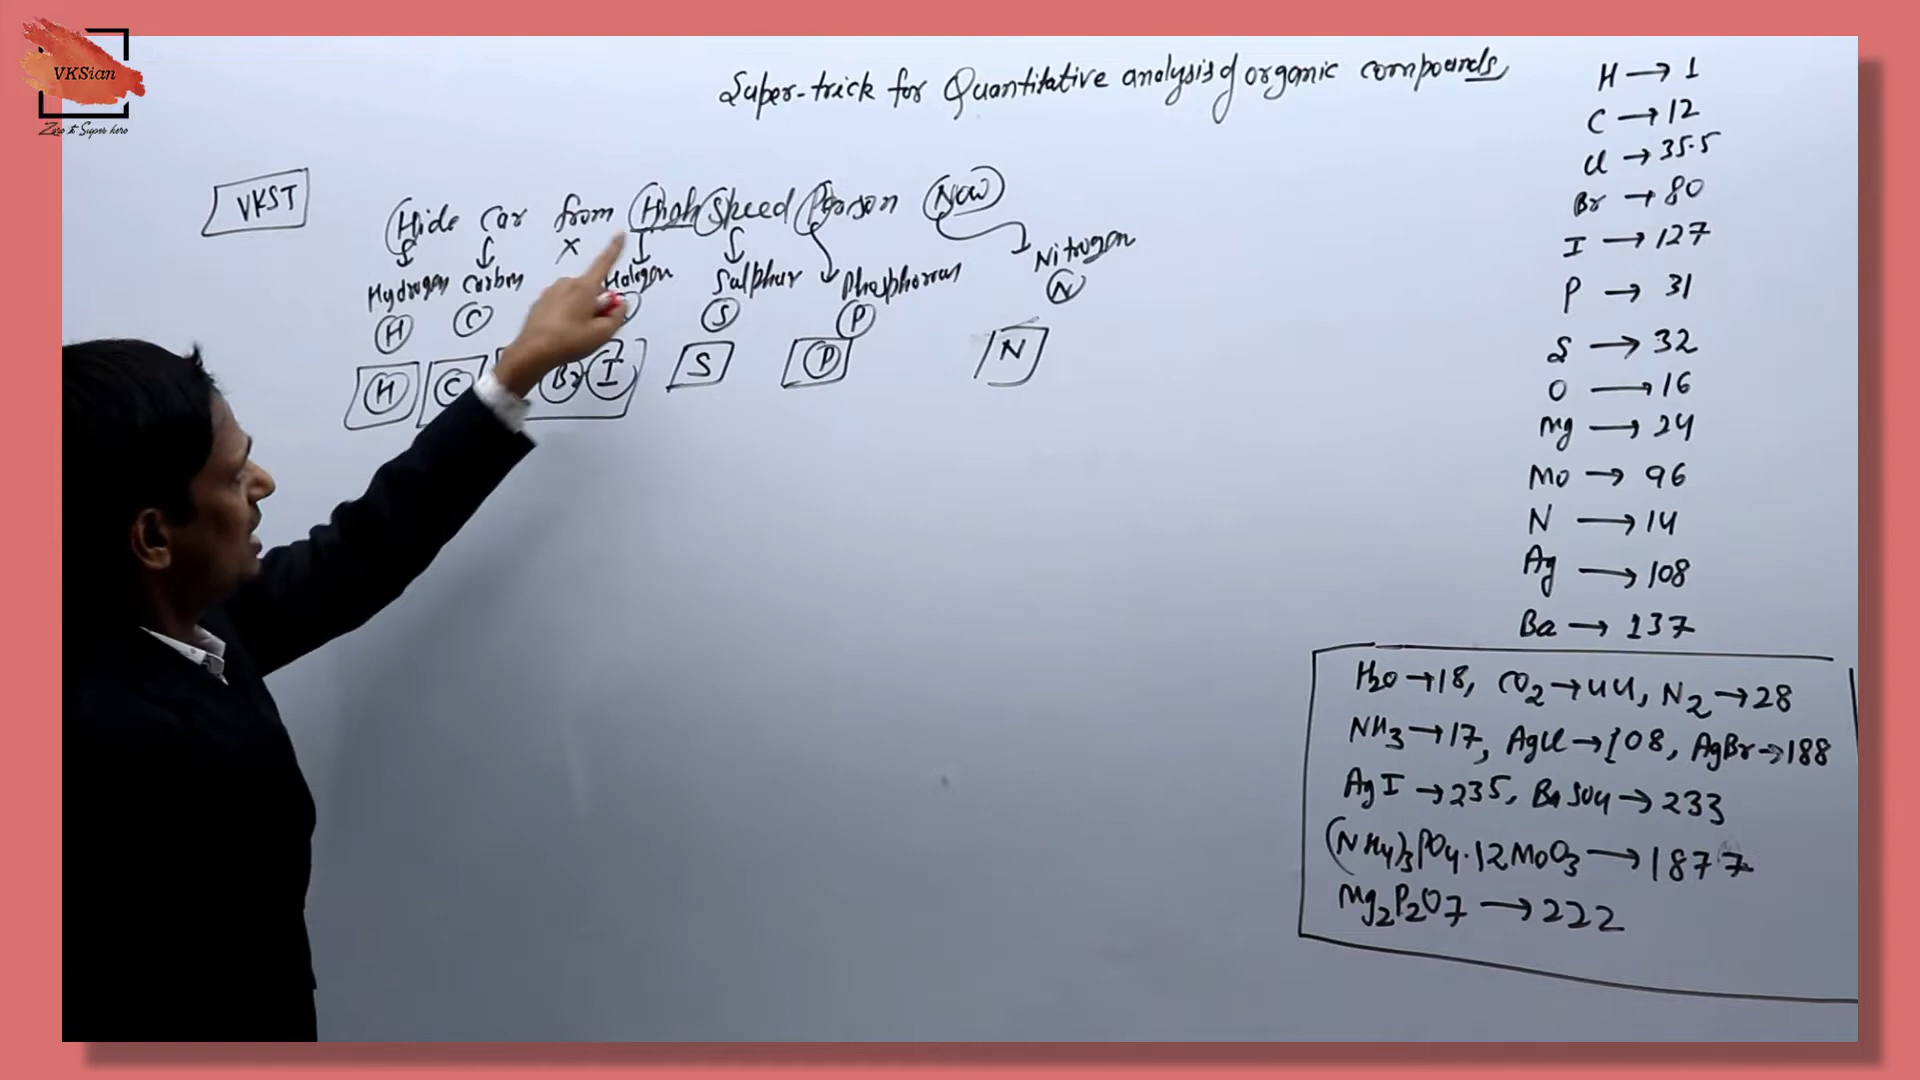 VKSian
Zero to Super hero
Super-trick for Quantitative analysis of organic compounds
VKST
Hide Car from High Speed Person Now
x
Hydrogen Carbon Halogen Sulphur Phosphorous Nitrogen
H C S P N
H C Br I S P N
H → 1
C → 12
Cl → 35.5
Br → 80
I → 127
P → 31
S → 32
O → 16
Mg → 24
Mo → 96
N → 14
Ag → 108
Ba → 137
H2O → 18, CO2 → 44, N2 → 28
NH3 → 17, AgCl → 108, AgBr → 188
AgI → 235, BaSO4 → 233
(NH4)3PO4.12MoO3 → 1877
Mg2P2O7 → 222